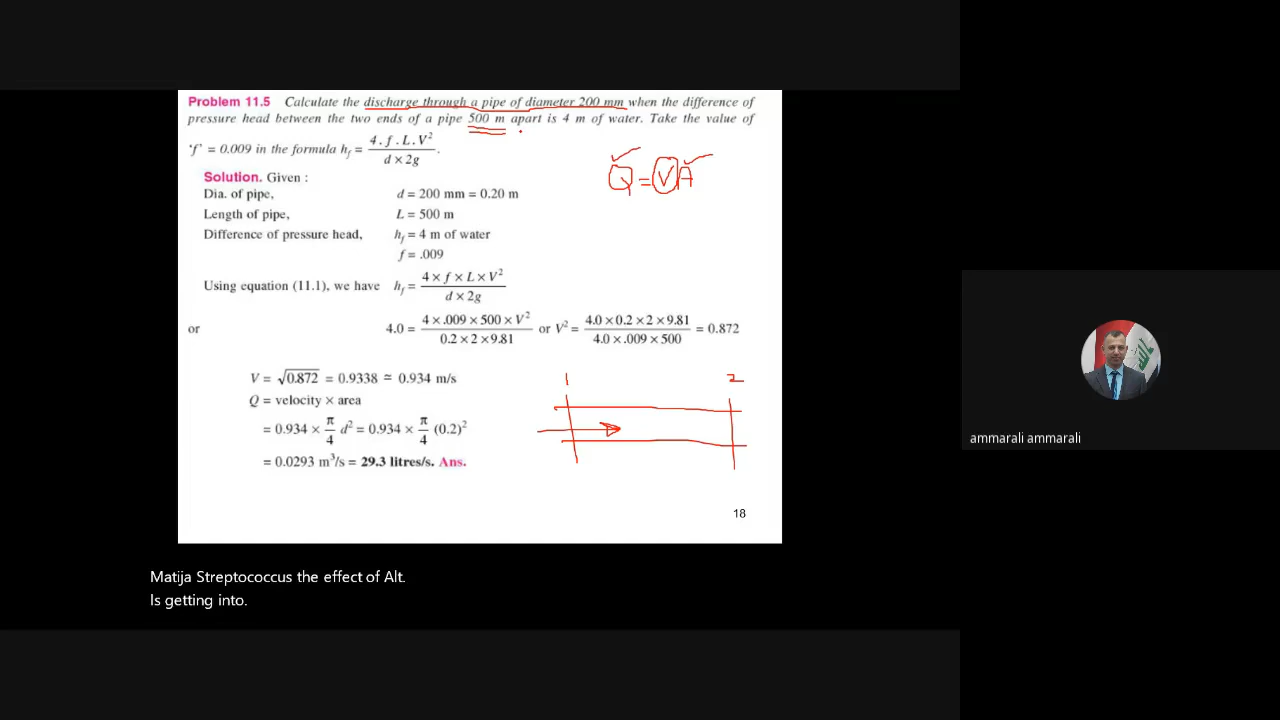 Problem 11.5 Calculate the discharge through a pipe of diameter 200 mm when the difference of
pressure head between the two ends of a pipe 500 m apart is 4 m of water. Take the value of
'f' = 0.009 in the formula h_f = (4 . f . L . V²) / (d × 2g)
Q = VA
Solution. Given :
Dia. of pipe, d = 200 mm = 0.20 m
Length of pipe, L = 500 m
Difference of pressure head, h_f = 4 m of water
f = .009
Using equation (11.1), we have h_f = (4 × f × L × V²) / (d × 2g)
or 4.0 = (4 × .009 × 500 × V²) / (0.2 × 2 × 9.81) or V² = (4.0 × 0.2 × 2 × 9.81) / (4.0 × .009 × 500) = 0.872
V = √0.872 = 0.9338 ≃ 0.934 m/s
1 2
Q = velocity × area
= 0.934 × π/4 d² = 0.934 × π/4 (0.2)²
= 0.0293 m³/s = 29.3 litres/s. Ans.
18
ammarali ammarali
Matija Streptococcus the effect of Alt.
Is getting into.